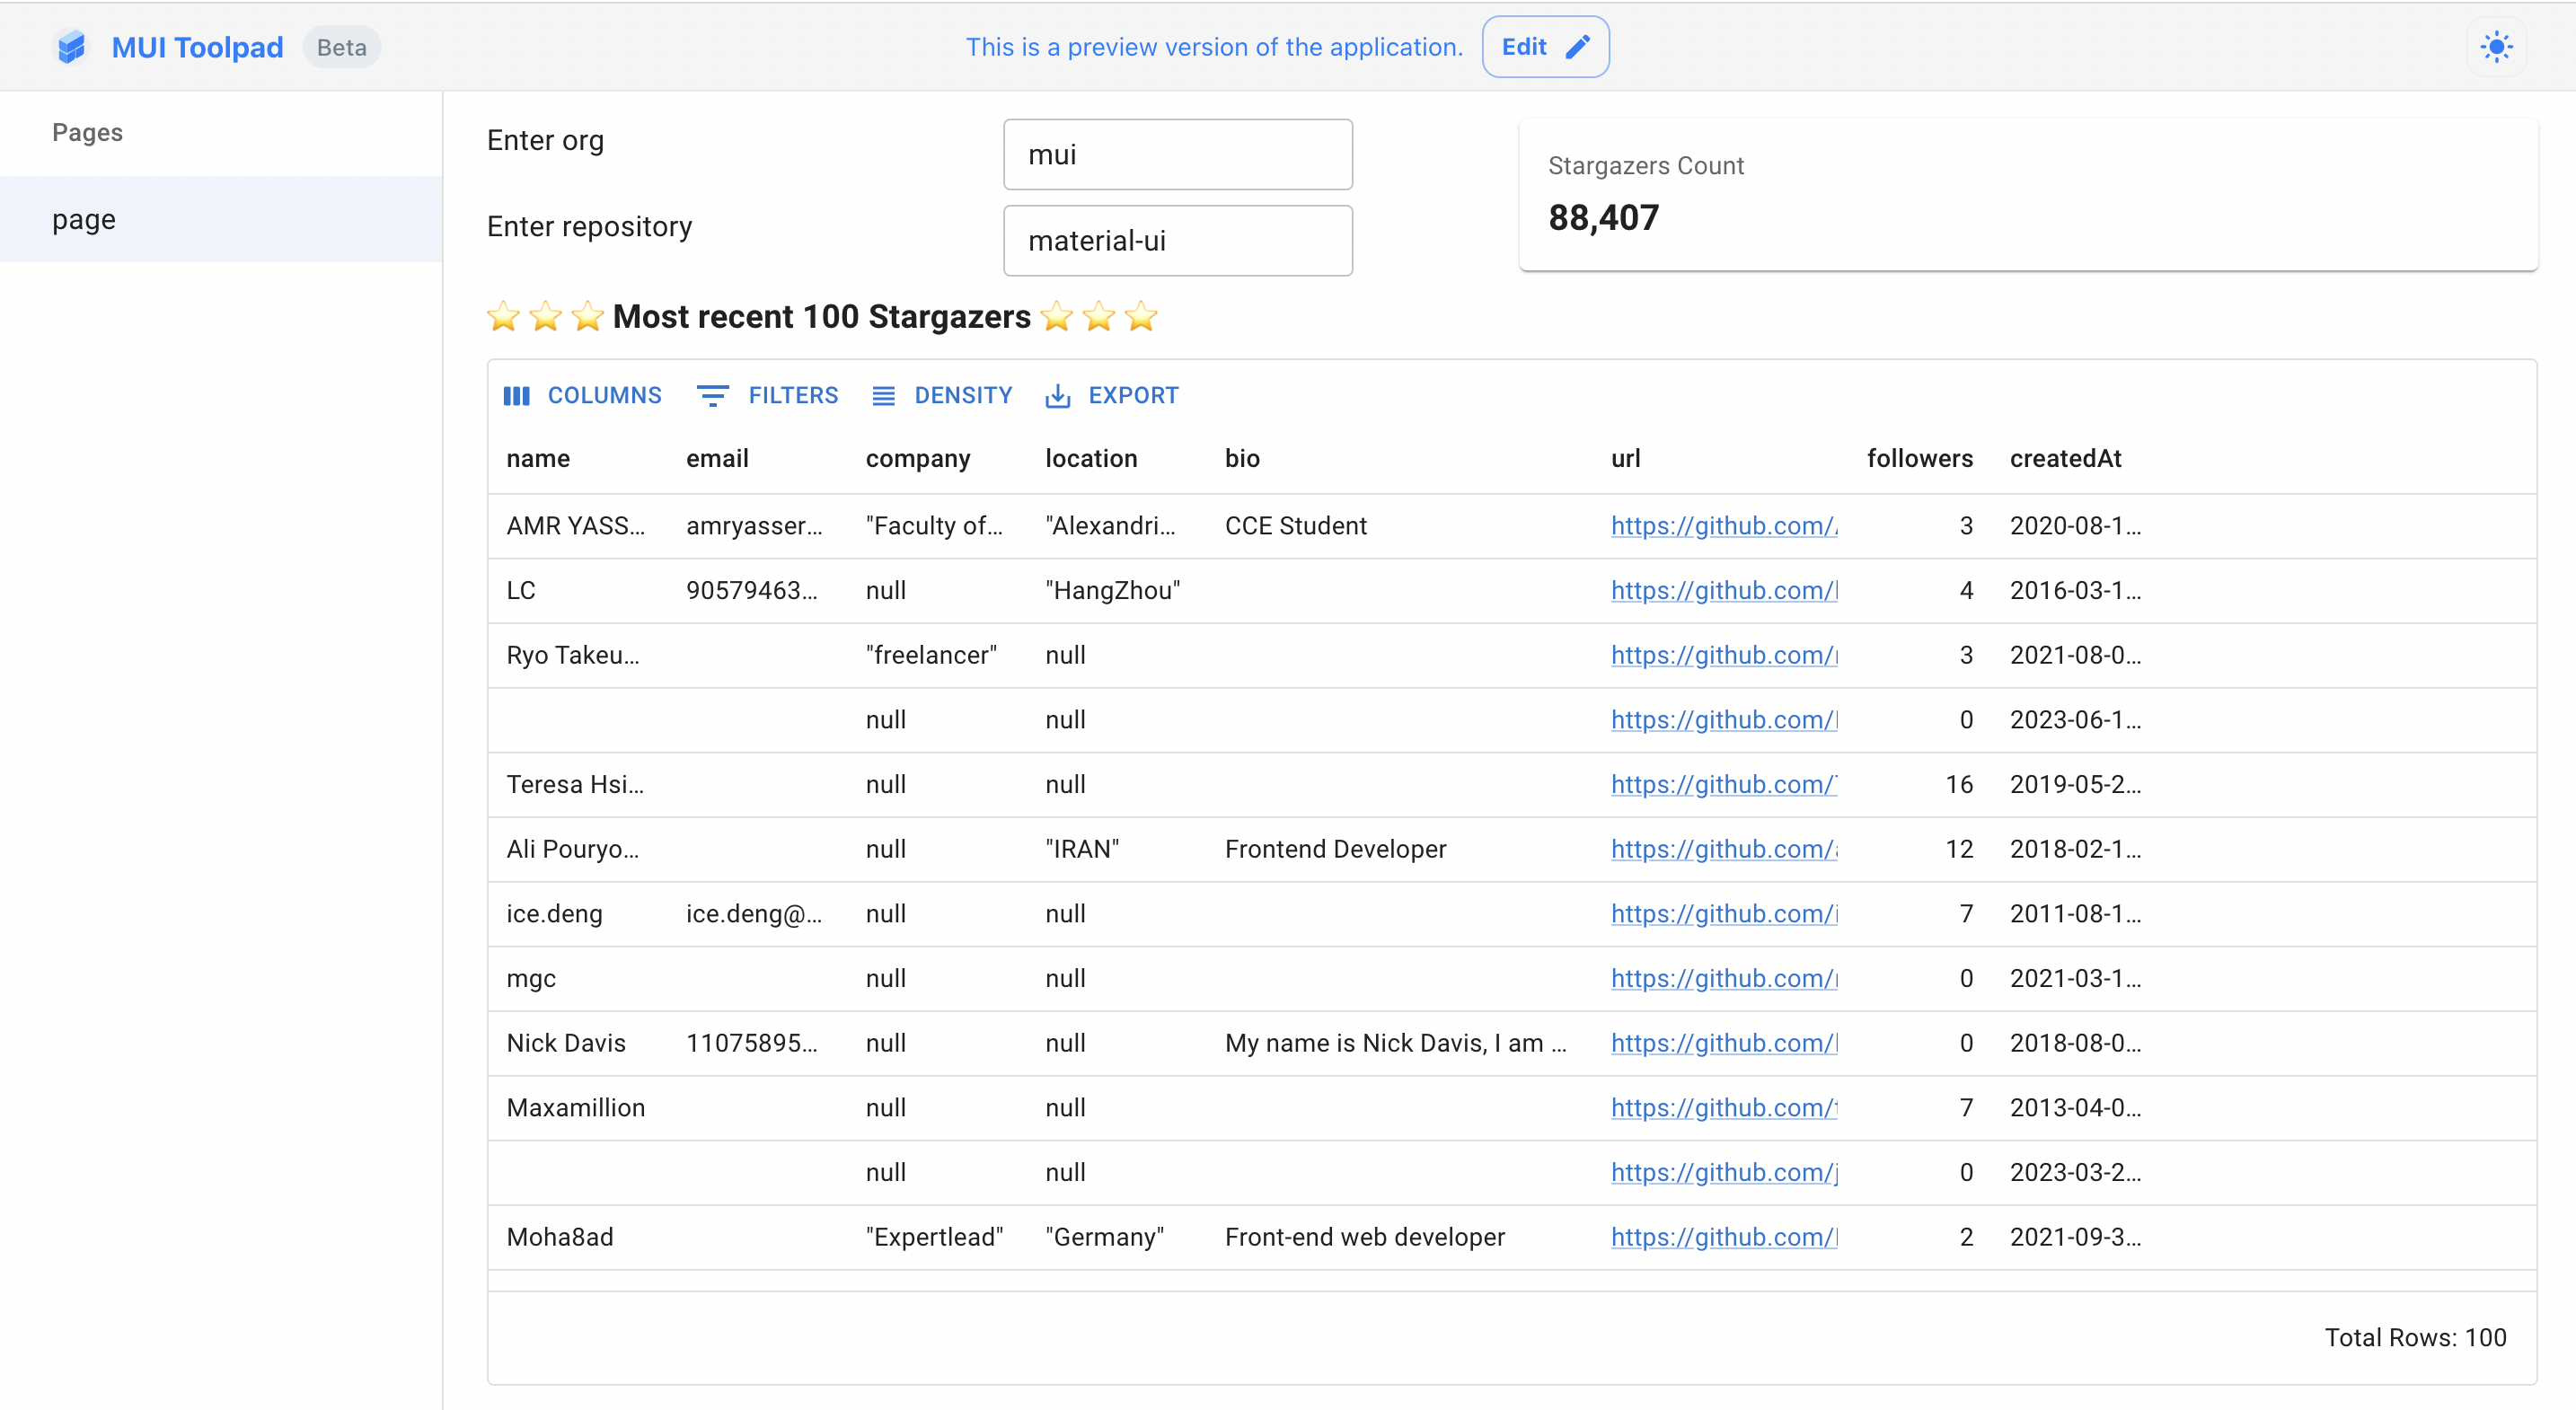 MUI Toolpad Beta
This is a preview version of the application. Edit
Pages
page
Enter org mui
Enter repository material-ui
Stargazers Count
88,407
⭐⭐⭐ Most recent 100 Stargazers ⭐⭐⭐
COLUMNS FILTERS DENSITY EXPORT
name email company location bio url followers createdAt
AMR YASS... amryasser... "Faculty of... "Alexandri... CCE Student https://github.com/ 3 2020-08-1...
LC 90579463... null "HangZhou" https://github.com/ 4 2016-03-1...
Ryo Takeu... "freelancer" null https://github.com/ 3 2021-08-0...
null null https://github.com/ 0 2023-06-1...
Teresa Hsi... null null https://github.com/ 16 2019-05-2...
Ali Pouryo... null "IRAN" Frontend Developer https://github.com/ 12 2018-02-1...
ice.deng ice.deng@... null null https://github.com/i 7 2011-08-1...
mgc null null https://github.com/ 0 2021-03-1...
Nick Davis 11075895... null null My name is Nick Davis, I am ... https://github.com/ 0 2018-08-0...
Maxamillion null null https://github.com/t 7 2013-04-0...
null null https://github.com/j 0 2023-03-2...
Moha8ad "Expertlead" "Germany" Front-end web developer https://github.com/ 2 2021-09-3...
Total Rows: 100